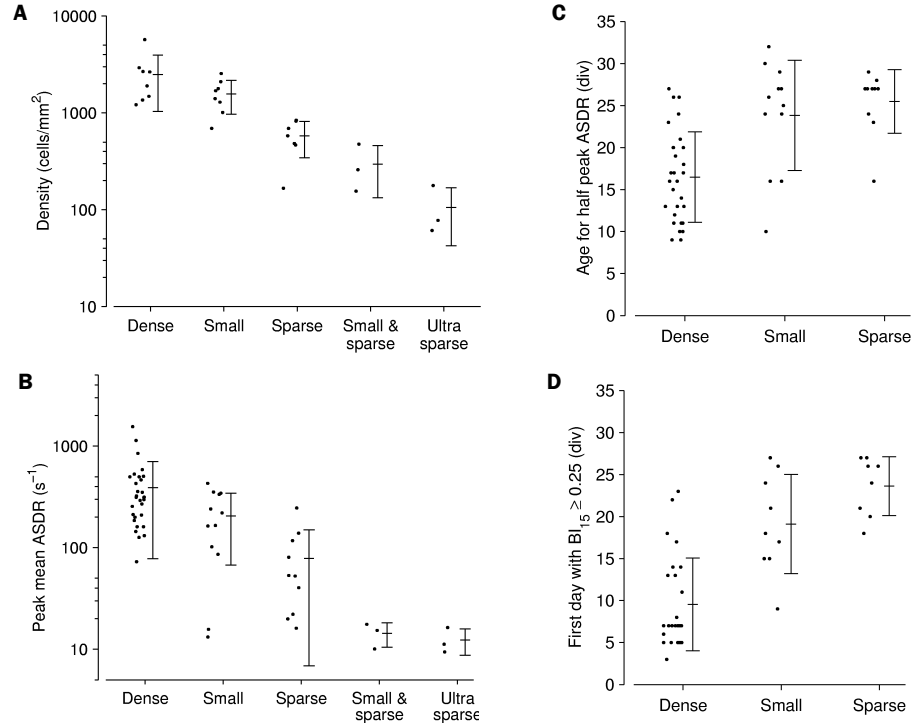 A
Density (cells/mm²)
10000
1000
100
10
Dense Small Sparse Small & Ultra
sparse sparse
B
Peak mean ASDR (s⁻¹)
1000
100
10
Dense Small Sparse Small & Ultra
sparse sparse
C
Age for half peak ASDR (div)
35
30
25
20
15
10
5
0
Dense Small Sparse
D
First day with BI₁₅ ≥ 0.25 (div)
35
30
25
20
15
10
5
0
Dense Small Sparse